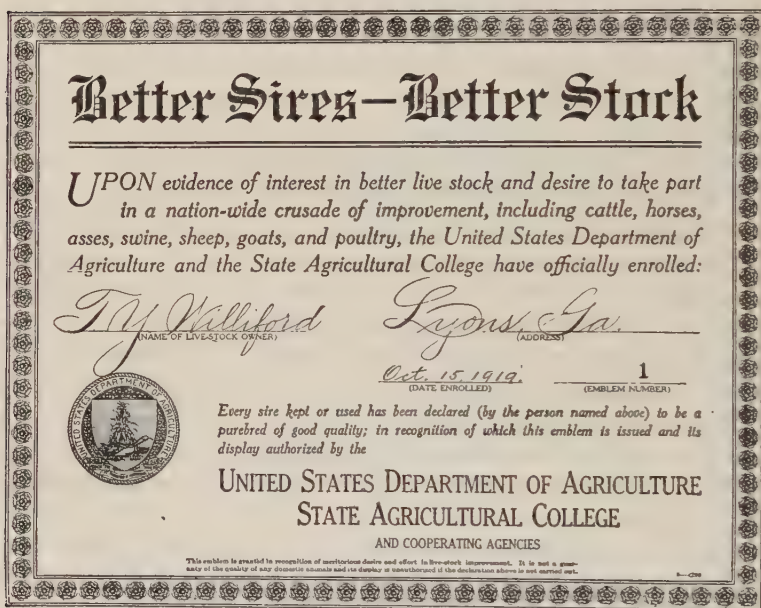 Better Sires—Better Stock
UPON evidence of interest in better live stock and desire to take part
in a nation-wide crusade of improvement, including cattle, horses,
asses, swine, sheep, goats, and poultry, the United States Department of
Agriculture and the State Agricultural College have officially enrolled:
T Y Williford Lyons, Ga.
(NAME OF LIVE-STOCK OWNER) (ADDRESS)
Oct. 15, 1919. 1
(DATE ENROLLED) (EMBLEM NUMBER)
UNITED STATES DEPARTMENT OF AGRICULTURE
Every sire kept or used has been declared (by the person named above) to be a
purebred of good quality; in recognition of which this emblem is issued and its
display authorized by the
UNITED STATES DEPARTMENT OF AGRICULTURE
STATE AGRICULTURAL COLLEGE
AND COOPERATING AGENCIES
This emblem is granted in recognition of meritorious desire and effort in live-stock improvement. It is not a guar-
anty of the quality of any domestic animals and its display is unauthorized if the declaration above is not carried out.